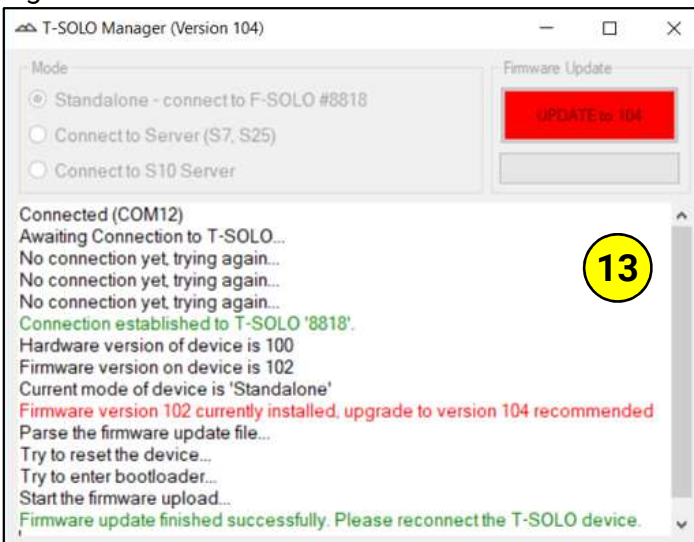 T-SOLO Manager (Version 104)
Mode
Firmware Update
Standalone - connect to F-SOLO #8818
UPDATE to 104
Connect to Server (S7, S25)
Connect to S10 Server
Connected (COM12)
Awaiting Connection to T-SOLO...
No connection yet, trying again...
No connection yet, trying again...
No connection yet, trying again...
Connection established to T-SOLO '8818'.
Hardware version of device is 100
Firmware version on device is 102
Current mode of device is 'Standalone'
Firmware version 102 currently installed, upgrade to version 104 recommended
Parse the firmware update file...
Try to reset the device...
Try to enter bootloader...
Start the firmware upload...
Firmware update finished successfully. Please reconnect the T-SOLO device.
13